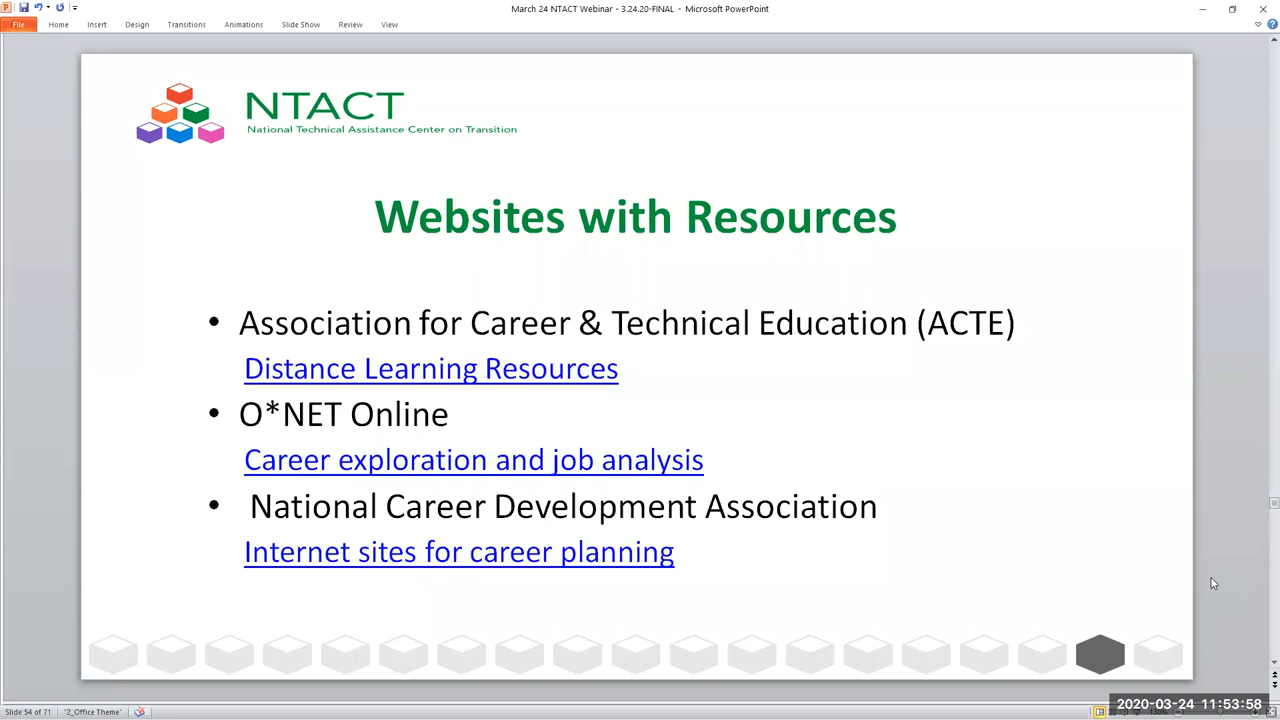 March 24 NTACT Webinar - 3.24.20-FINAL - Microsoft PowerPoint
File Home Insert Design Transitions Animations Slide Show Review View
NTACT
National Technical Assistance Center on Transition
Websites with Resources
• Association for Career & Technical Education (ACTE)
Distance Learning Resources
• O*NET Online
Career exploration and job analysis
• National Career Development Association
Internet sites for career planning
2020-03-24 11:53:58
Slide 54 of 71 "2_Office Theme"